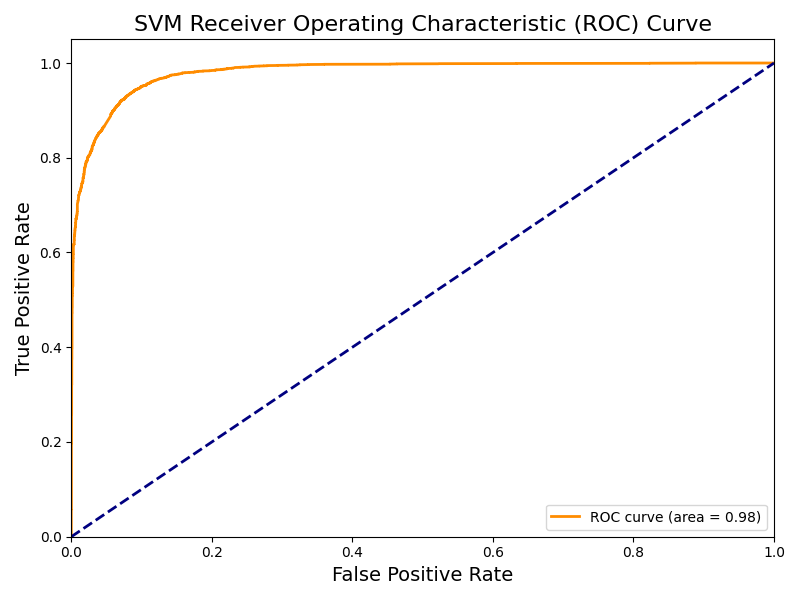 SVM Receiver Operating Characteristic (ROC) Curve
True Positive Rate
1.0
0.8
0.6
0.4
0.2
0.0
ROC curve (area = 0.98)
0.0 0.2 0.4 0.6 0.8 1.0
False Positive Rate